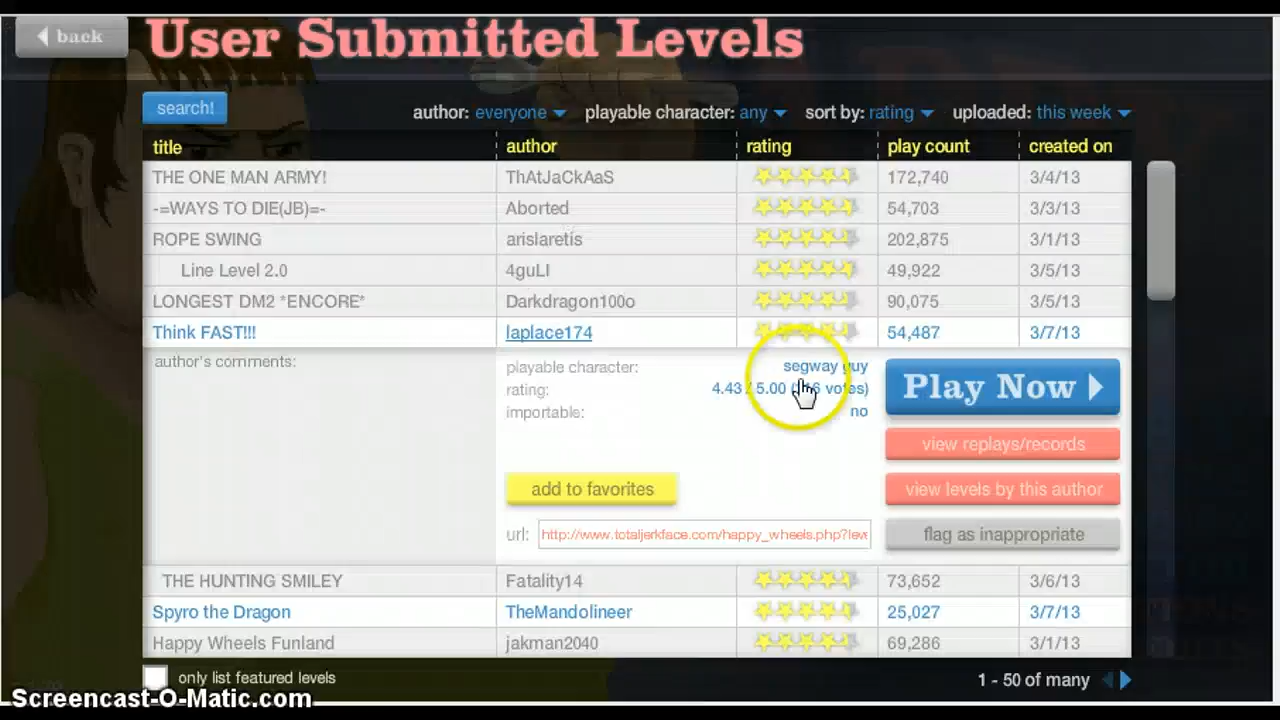 back
User Submitted Levels
search!
author: everyone playable character: any sort by: rating uploaded: this week
title author rating play count created on
THE ONE MAN ARMY! ThAtJaCkAaS 172,740 3/4/13
-=WAYS TO DIE(JB)=- Aborted 54,703 3/3/13
ROPE SWING arislaretis 202,875 3/1/13
Line Level 2.0 4guLI 49,922 3/5/13
LONGEST DM2 *ENCORE* Darkdragon100o 90,075 3/5/13
Think FAST!!! laplace174 54,487 3/7/13
author's comments:
playable character: segway guy
rating: 4.43 / 5.00 votes)
importable: no
Play Now
view replays/records
add to favorites
view levels by this author
url: http://www.totaljerkface.com/happy_wheels.php?leve
flag as inappropriate
THE HUNTING SMILEY Fatality14 73,652 3/6/13
Spyro the Dragon TheMandolineer 25,027 3/7/13
Happy Wheels Funland jakman2040 69,286 3/1/13
only list featured levels
1 - 50 of many
Screencast-O-Matic.com